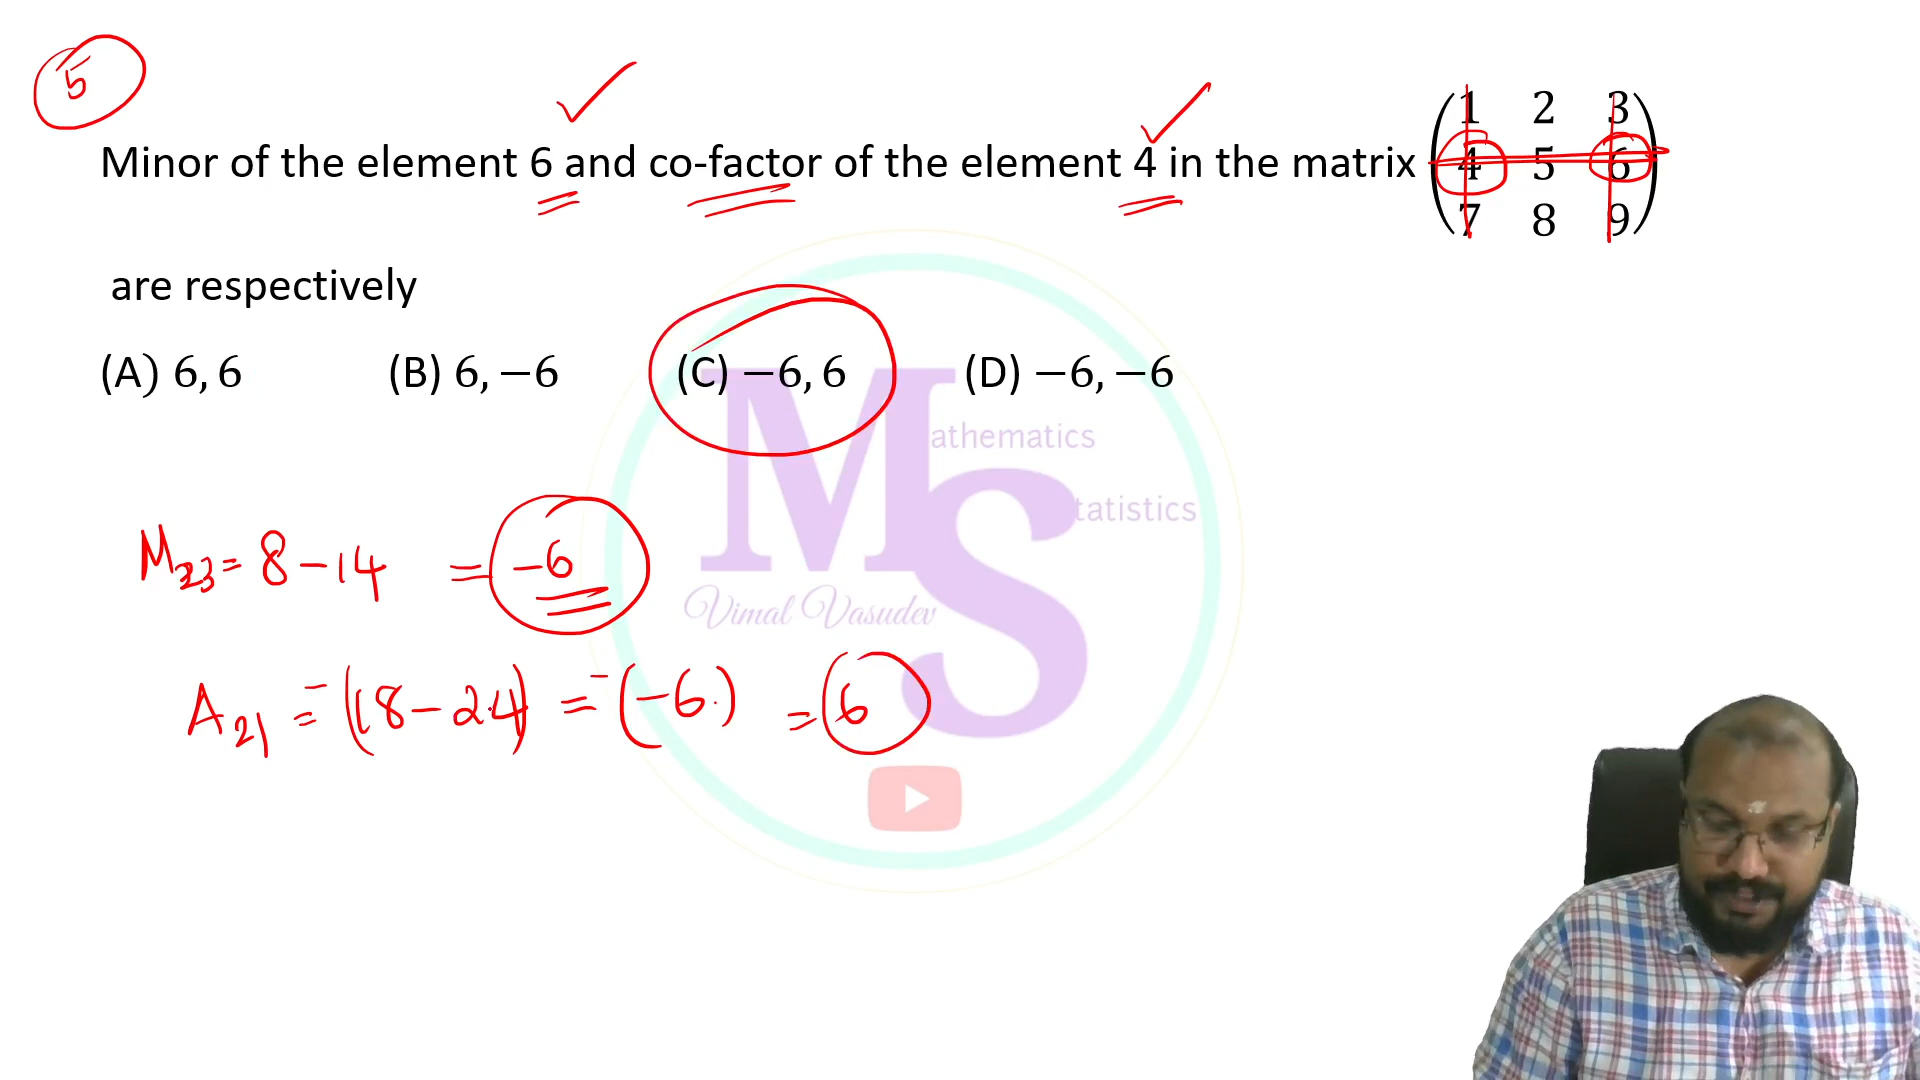 5
Minor of the element 6 and co-factor of the element 4 in the matrix (1 2 3
4 5 6
7 8 9)
are respectively
(A) 6, 6 (B) 6, −6 (C) −6, 6 (D) −6, −6
Mathematics
Statistics
M₂₃ = 8 − 14 = −6
Vimal Vasudev
A₂₁ = −(18 − 24) = −(−6) = 6